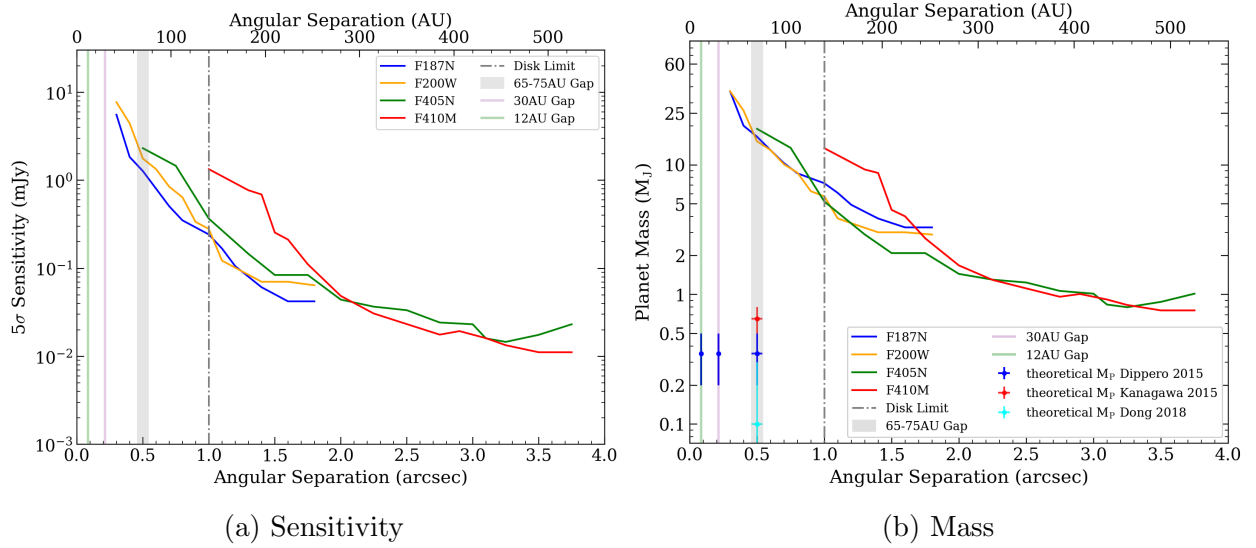 Angular Separation (AU)
0 140 280 420 560
10¹
10⁰
10⁻¹
10⁻²
10⁻³
5σ Sensitivity (mJy)
F187N
F200W
F405N
F410M
Disk Limit
65-75AU Gap
30AU Gap
12AU Gap
0.0 0.5 1.0 1.5 2.0 2.5 3.0 3.5 4.0
Angular Separation (arcsec)
(a) Sensitivity
Angular Separation (AU)
0 100 200 300 400 500
60
25
10
5
2
1
0.5
0.2
0.1
Planet Mass (M_J)
F187N
F200W
F405N
F410M
Disk Limit
65-75AU Gap
30AU Gap
12AU Gap
theoretical M_P Dippero 2015
theoretical M_P Kanagawa 2015
theoretical M_P Dong 2018
0.0 0.5 1.0 1.5 2.0 2.5 3.0 3.5 4.0
Angular Separation (arcsec)
(b) Mass